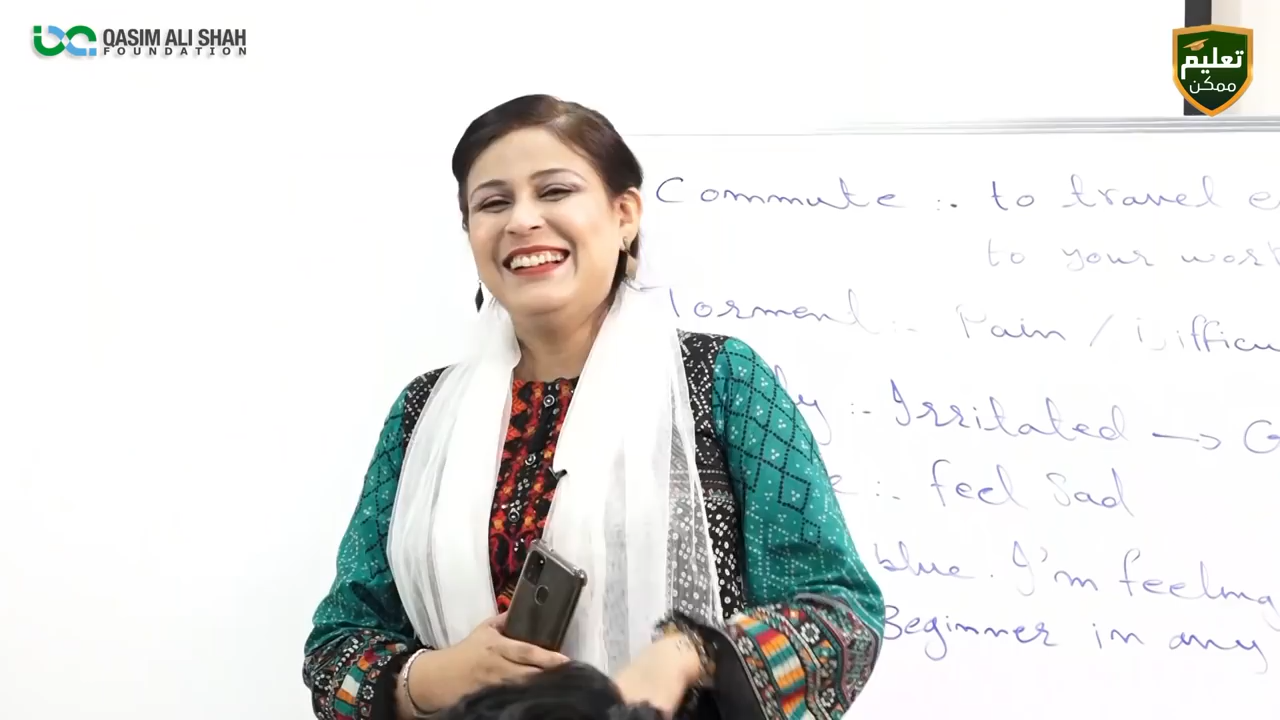 QASIM ALI SHAH
FOUNDATION
تعلیم
ممکن
Commute :- to travel
to your
Torment :- Pain /
:- Irritated →
:- feel sad
blue. I'm feeling
Beginner in any